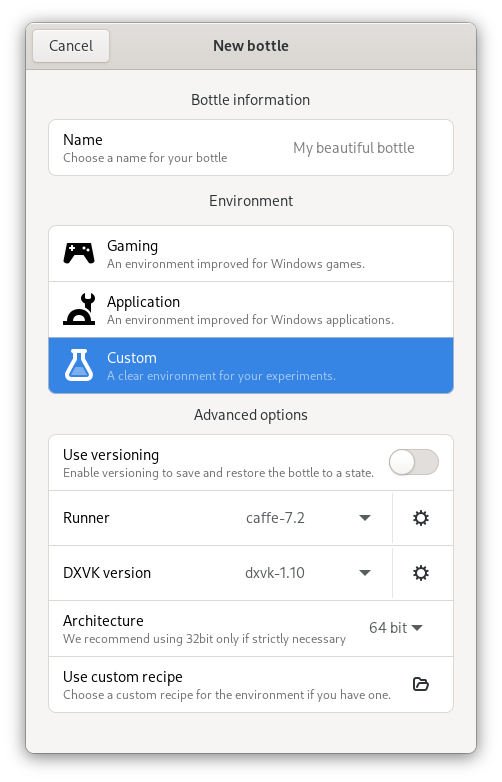 Cancel
New bottle
Bottle information
Name
Choose a name for your bottle
My beautiful bottle
Environment
Gaming
An environment improved for Windows games.
Application
An environment improved for Windows applications.
Custom
A clear environment for your experiments.
Advanced options
Use versioning
Enable versioning to save and restore the bottle to a state.
Runner
caffe-7.2
DXVK version
dxvk-1.10
Architecture
We recommend using 32bit only if strictly necessary
64 bit
Use custom recipe
Choose a custom recipe for the environment if you have one.